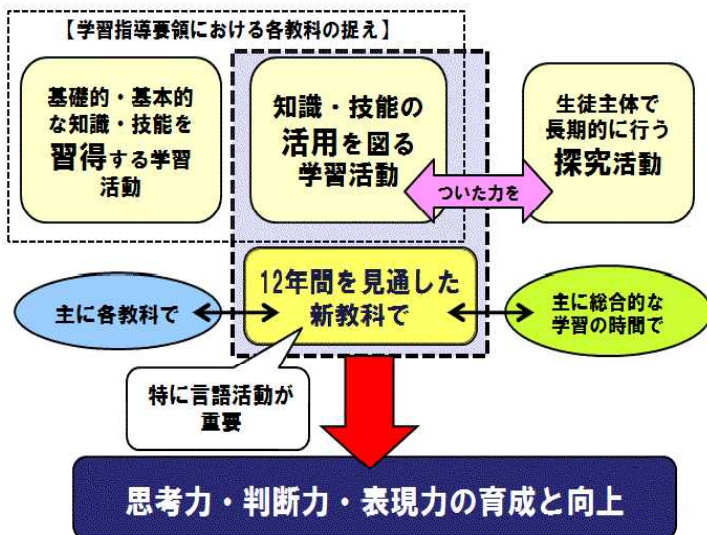 【学習指導要領における各教科の捉え】
基礎的・基本的
な知識・技能を
習得する学習
活動
知識・技能の
活用を図る
学習活動
生徒主体で
長期的に行う
探究活動
ついた力を
主に各教科で
12年間を見通した
新教科で
主に総合的な
学習の時間で
特に言語活動が
重要
思考力・判断力・表現力の育成と向上